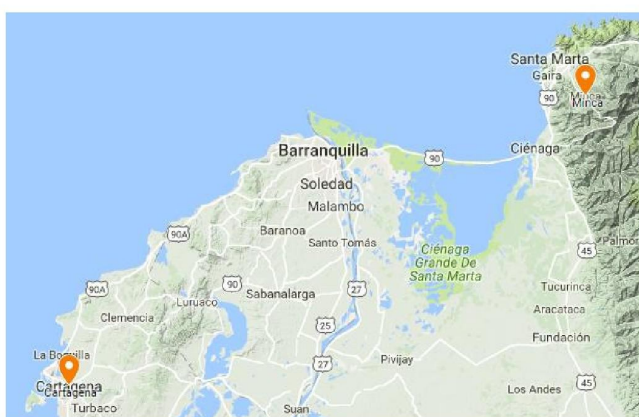 Santa Marta
Gaira
90
Minca
Minca
Barranquilla
90
Ciénaga
Soledad
Malambo
90A
Baranoa
Santo Tomás
Ciénaga
Grande De
Santa Marta
45
Palmor
90A
90
Luruaco
Sabanalarga
27
Tucurinca
Clemencia
25
Aracataca
Fundación
La Boquilla
27
Pivijay
Cartagena
Cartagena
Turbaco
Suan
Los Andes
45